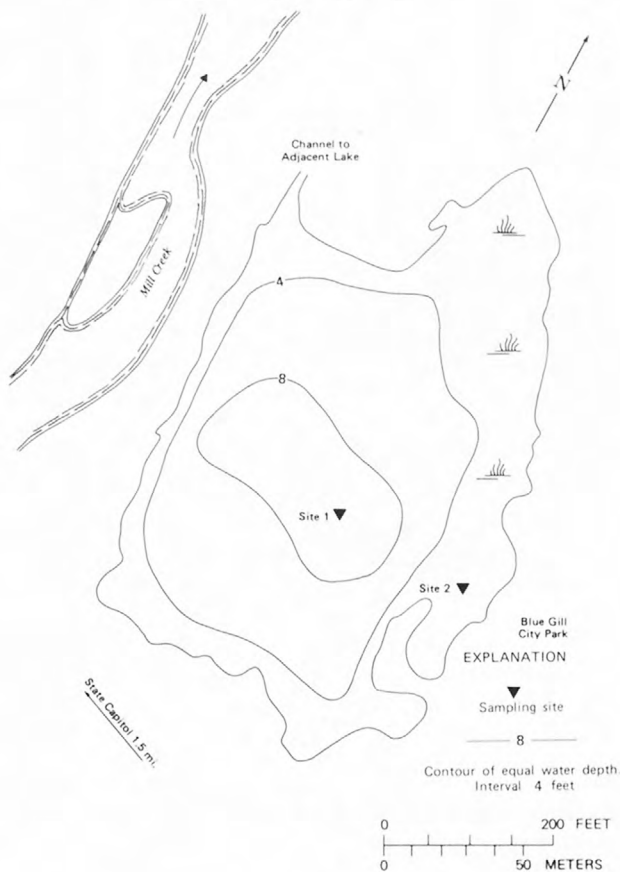 N
Channel to
Adjacent Lake
Mill Creek
4
8
Site 1
Site 2
Blue Gill
City Park
EXPLANATION
Sampling site
8
Contour of equal water depth.
Interval 4 feet
State Capitol 1.5 mi.
0 200 FEET
0 50 METERS